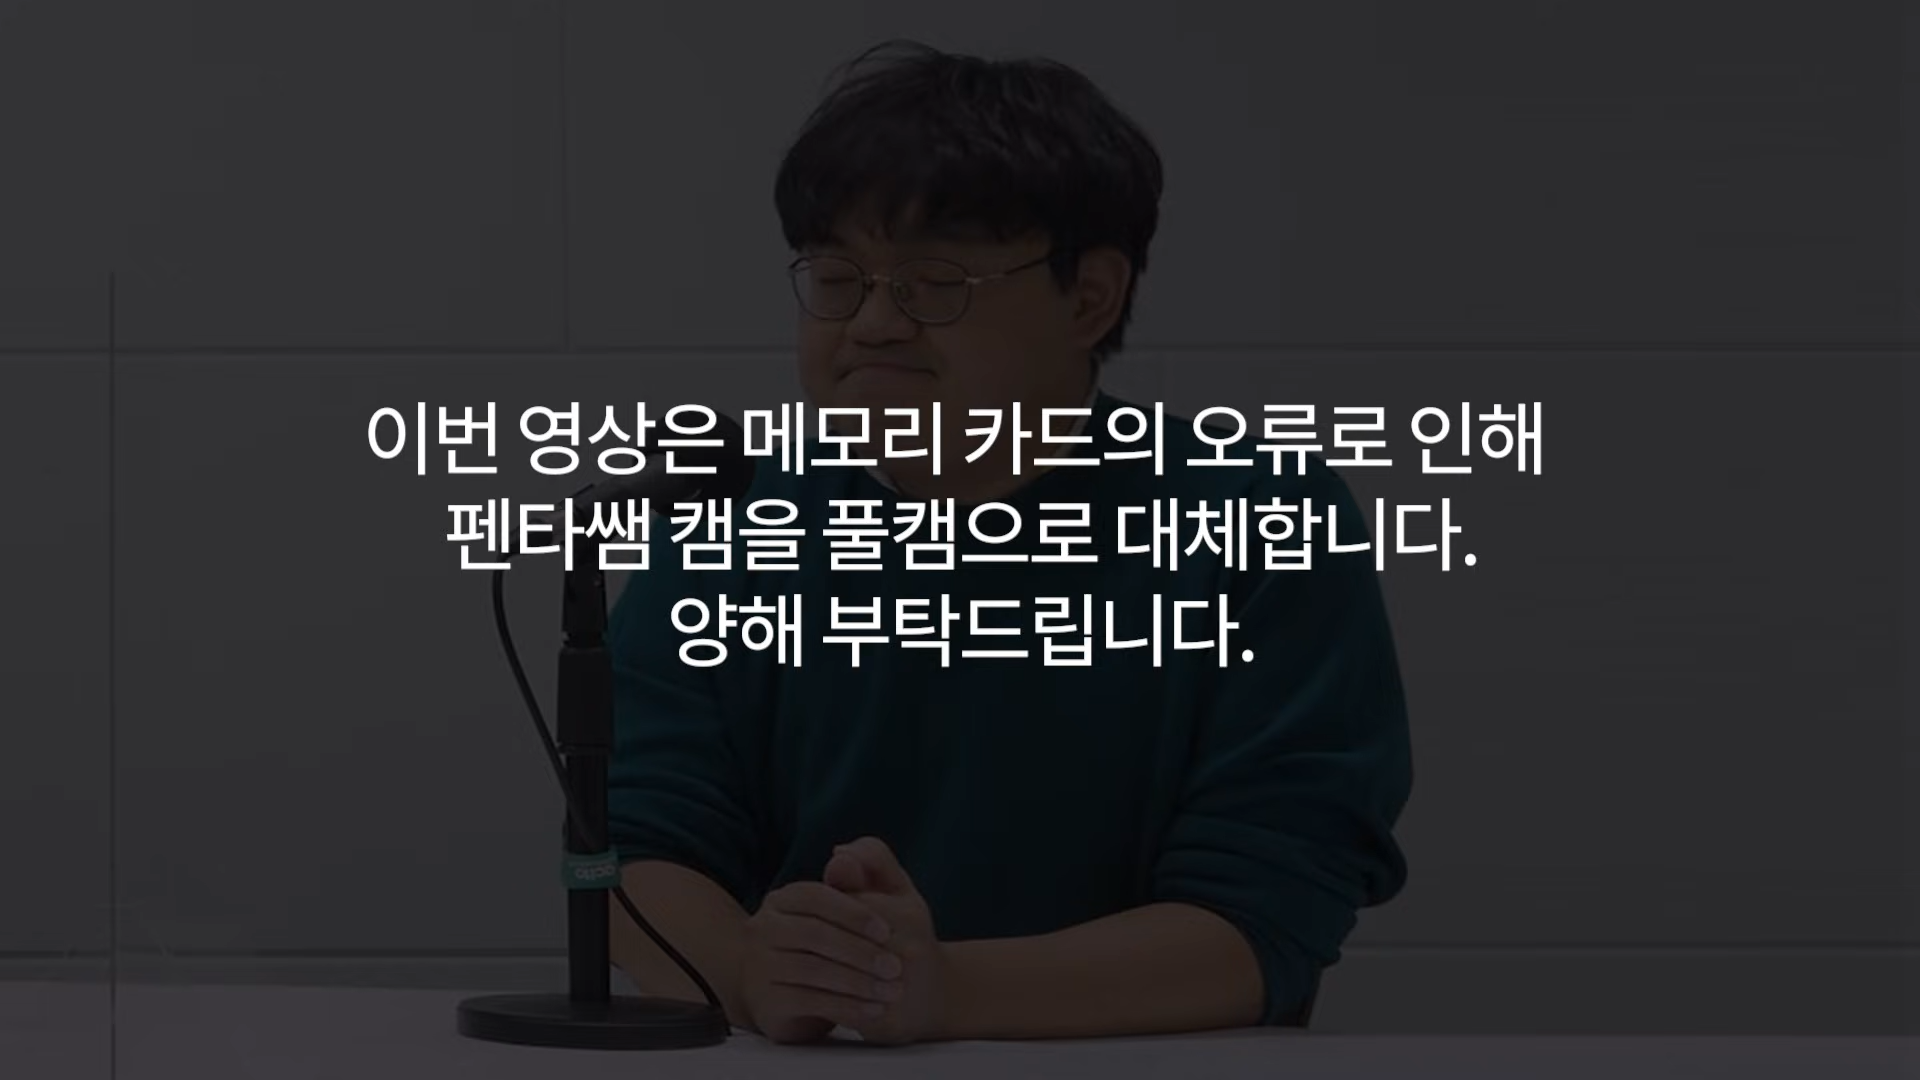 이번 영상은 메모리 카드의 오류로 인해
펜타쌤 캠을 풀캠으로 대체합니다.
양해 부탁드립니다.